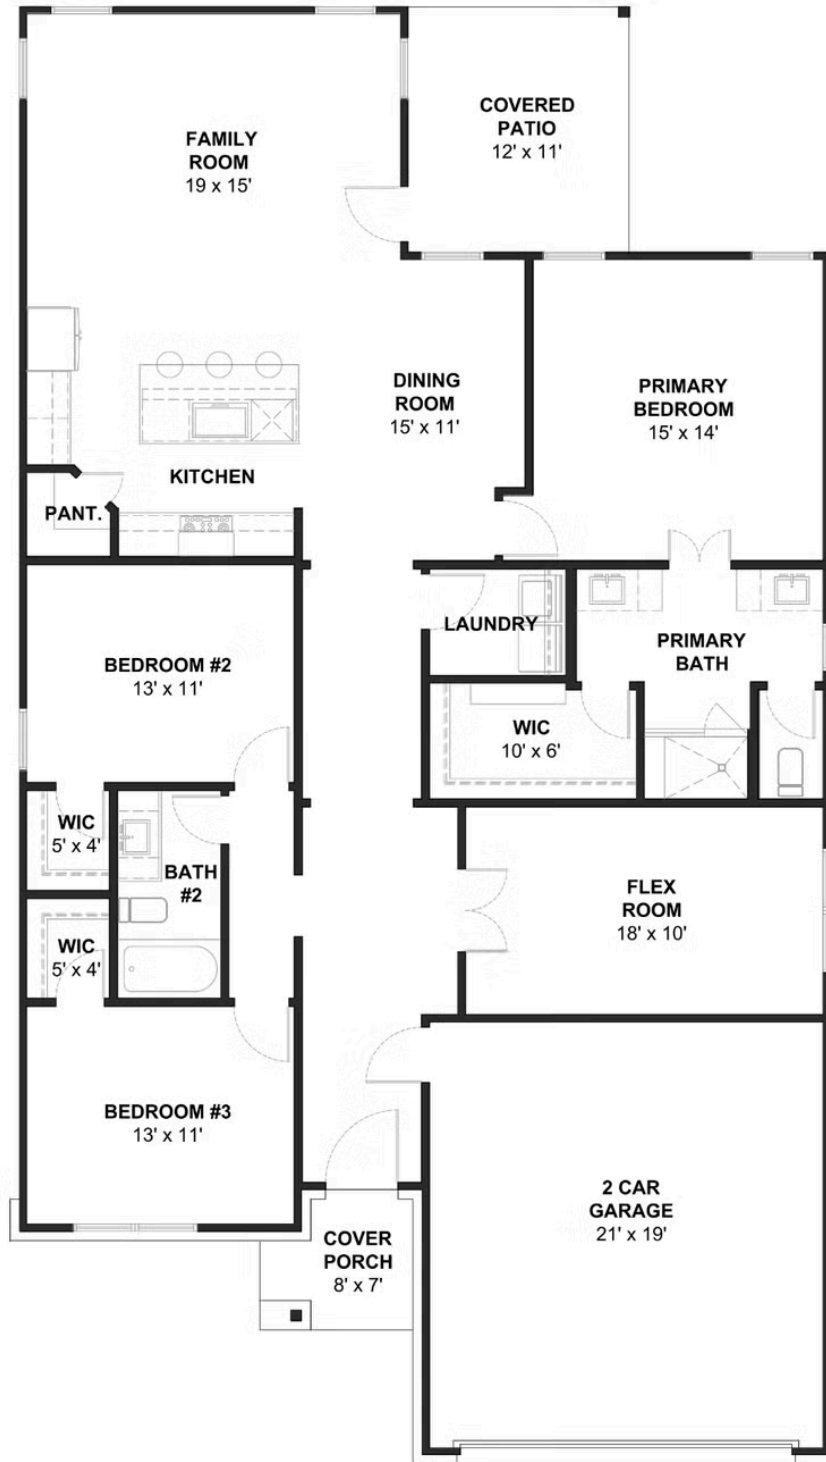 FAMILY
ROOM
19 x 15'
COVERED
PATIO
12' x 11'
DINING
ROOM
15' x 11'
PRIMARY
BEDROOM
15' x 14'
KITCHEN
PANT.
LAUNDRY
PRIMARY
BATH
BEDROOM #2
13' x 11'
WIC
10' x 6'
WIC
5' x 4'
BATH
#2
FLEX
ROOM
18' x 10'
WIC
5' x 4'
BEDROOM #3
13' x 11'
2 CAR
GARAGE
21' x 19'
COVER
PORCH
8' x 7'